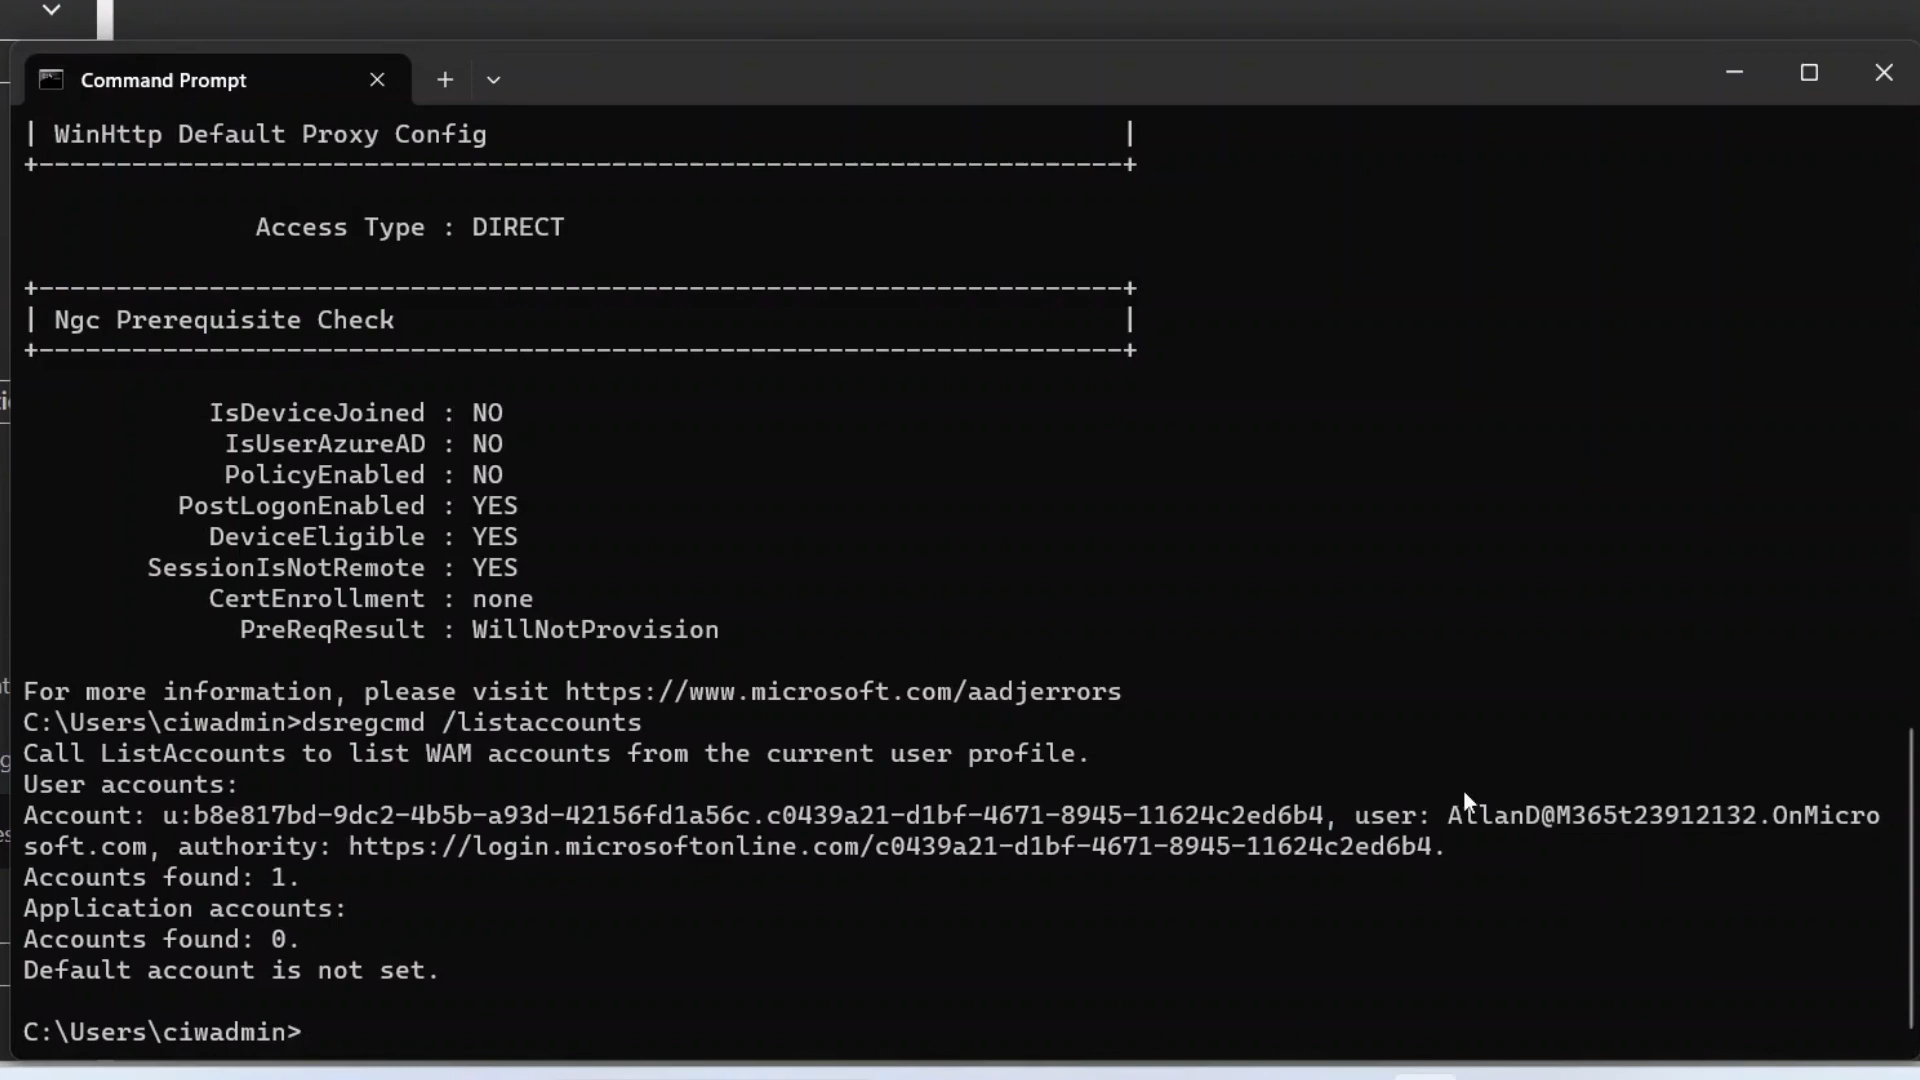 Command Prompt
| WinHttp Default Proxy Config |
+----------------------------------------------------------------------+
Access Type : DIRECT
+----------------------------------------------------------------------+
| Ngc Prerequisite Check |
+----------------------------------------------------------------------+
IsDeviceJoined : NO
IsUserAzureAD : NO
PolicyEnabled : NO
PostLogonEnabled : YES
DeviceEligible : YES
SessionIsNotRemote : YES
CertEnrollment : none
PreReqResult : WillNotProvision
For more information, please visit https://www.microsoft.com/aadjerrors
C:\Users\ciwadmin>dsregcmd /listaccounts
Call ListAccounts to list WAM accounts from the current user profile.
User accounts:
Account: u:b8e817bd-9dc2-4b5b-a93d-42156fd1a56c.c0439a21-d1bf-4671-8945-11624c2ed6b4, user: AllanD@M365t23912132.OnMicro
soft.com, authority: https://login.microsoftonline.com/c0439a21-d1bf-4671-8945-11624c2ed6b4.
Accounts found: 1.
Application accounts:
Accounts found: 0.
Default account is not set.
C:\Users\ciwadmin>